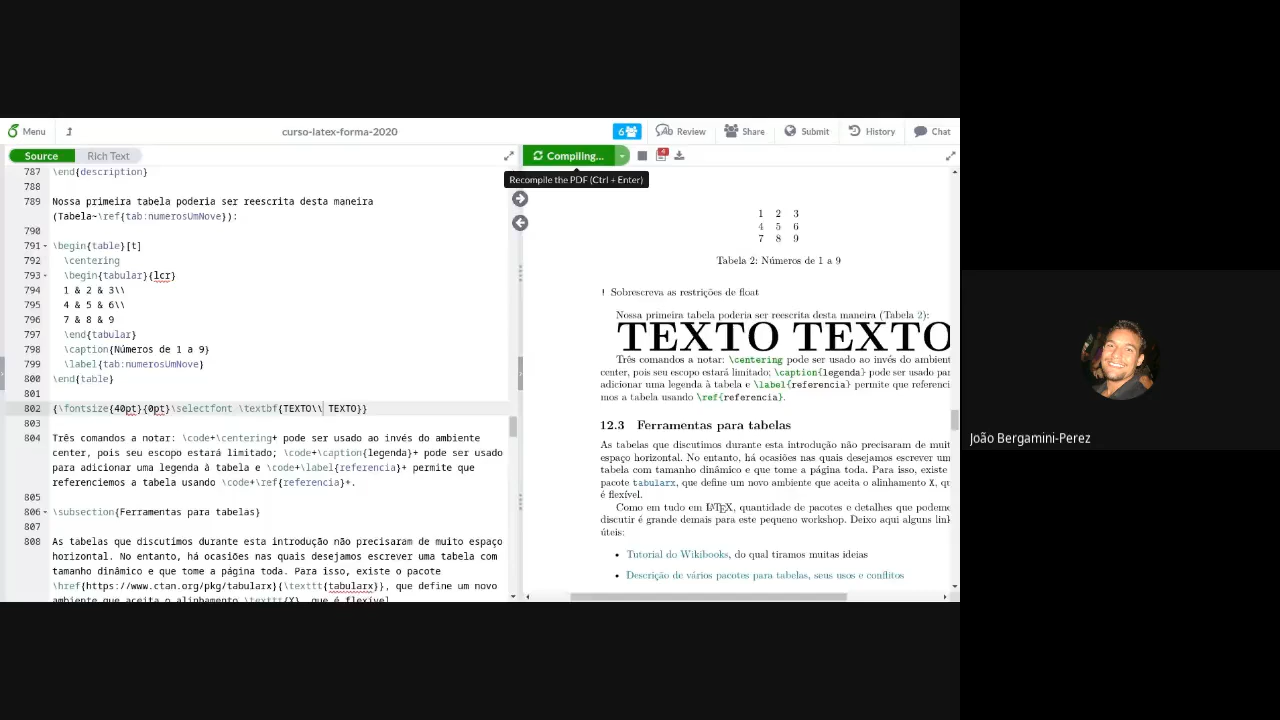 Menu
curso-latex-forma-2020
6
Review
Share
Submit
History
Chat
Source
Rich Text
Compiling...
4
Recompile the PDF (Ctrl + Enter)
787 \end{description}
788
789 Nossa primeira tabela poderia ser reescrita desta maneira
(Tabela~\ref{tab:numerosUmNove}):
790
791 \begin{table}[t]
792 \centering
793 \begin{tabular}{lcr}
794 1 & 2 & 3\\
795 4 & 5 & 6\\
796 7 & 8 & 9
797 \end{tabular}
798 \caption{Números de 1 a 9}
799 \label{tab:numerosUmNove}
800 \end{table}
801
802 {\fontsize{40pt}{0pt}\selectfont \textbf{TEXTO\\ TEXTO}}
803
804 Três comandos a notar: \code+\centering+ pode ser usado ao invés do ambiente
center, pois seu escopo estará limitado; \code+\caption{legenda}+ pode ser usado
para adicionar uma legenda à tabela e \code+\label{referencia}+ permite que
referenciemos a tabela usando \code+\ref{referencia}+.
805
806 \subsection{Ferramentas para tabelas}
807
808 As tabelas que discutimos durante esta introdução não precisaram de muito espaço
horizontal. No entanto, há ocasiões nas quais desejamos escrever uma tabela com
tamanho dinâmico e que tome a página toda. Para isso, existe o pacote
\href{https://www.ctan.org/pkg/tabularx}{\texttt{tabularx}}, que define um novo
ambiente que aceita o alinhamento \texttt{X}, que é flexível.
1 2 3
4 5 6
7 8 9
Tabela 2: Números de 1 a 9
! Sobrescreva as restrições de float
Nossa primeira tabela poderia ser reescrita desta maneira (Tabela 2):
TEXTO TEXTO
Três comandos a notar: \centering pode ser usado ao invés do ambient
center, pois seu escopo estará limitado; \caption{legenda} pode ser usado par
adicionar uma legenda à tabela e \label{referencia} permite que referenci
mos a tabela usando \ref{referencia}.
12.3 Ferramentas para tabelas
As tabelas que discutimos durante esta introdução não precisaram de muit
espaço horizontal. No entanto, há ocasiões nas quais desejamos escrever um
tabela com tamanho dinâmico e que tome a página toda. Para isso, existe
pacote tabularx, que define um novo ambiente que aceita o alinhamento X, qu
é flexível.
Como em tudo em LATEX, quantidade de pacotes e detalhes que podemo
discutir é grande demais para este pequeno workshop. Deixo aqui alguns link
úteis:
• Tutorial do Wikibooks, do qual tiramos muitas ideias
• Descrição de vários pacotes para tabelas, seus usos e conflitos
João Bergamini-Perez